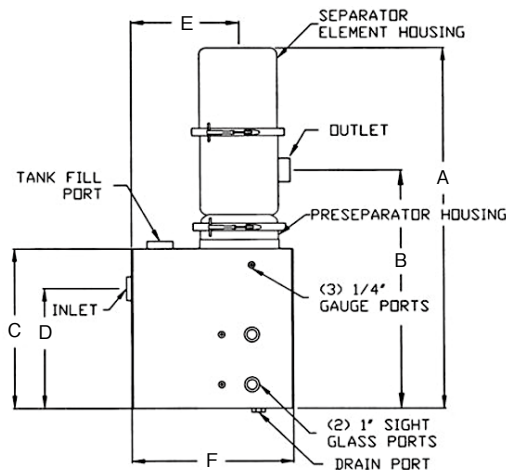 E
SEPARATOR
ELEMENT HOUSING
OUTLET
A
TANK FILL
PORT
B
PRESEPARATOR HOUSING
C
D
INLET
(3) 1/4"
GAUGE PORTS
(2) 1" SIGHT
GLASS PORTS
F
DRAIN PORT